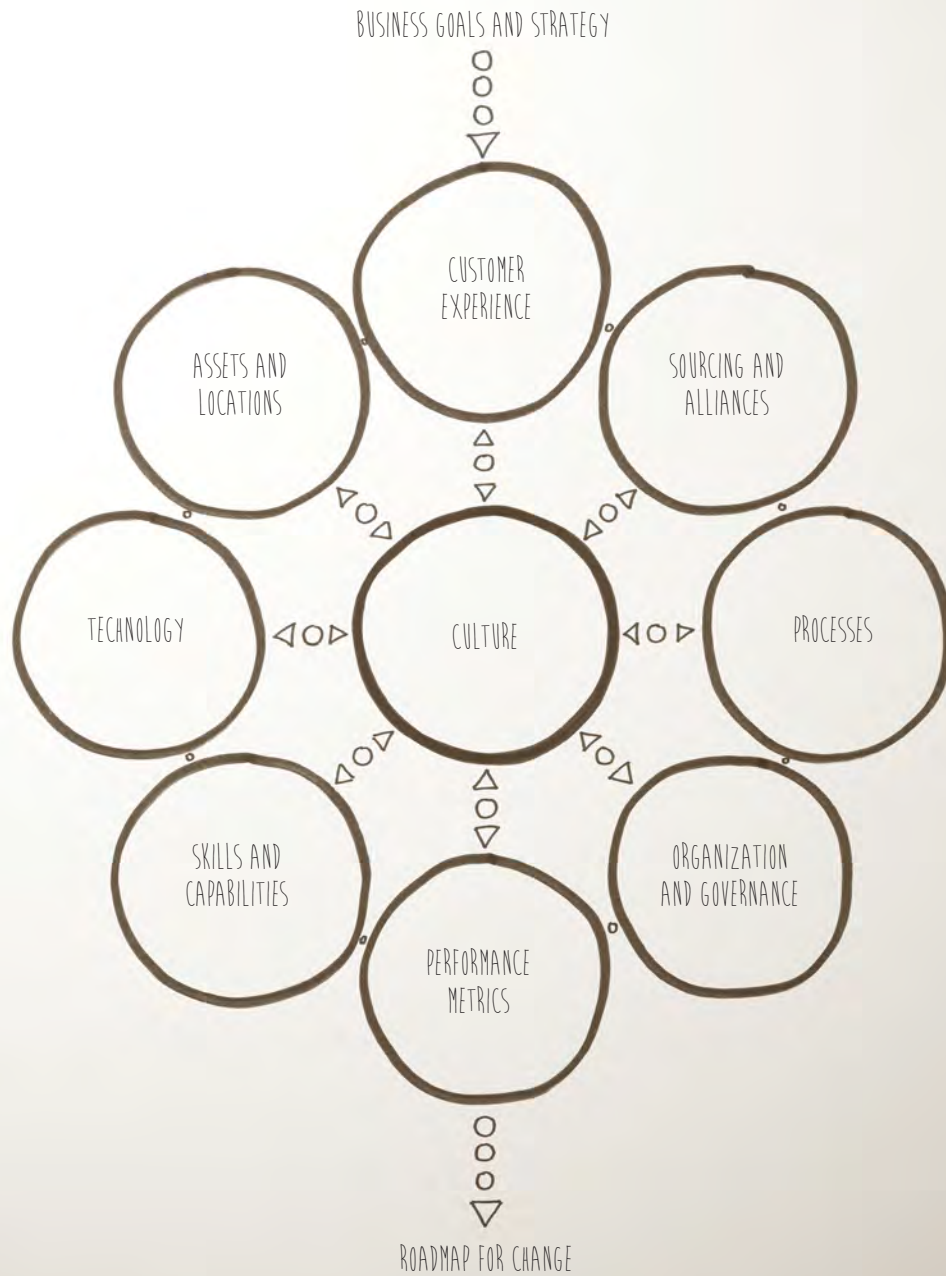 BUSINESS GOALS AND STRATEGY
CUSTOMER
EXPERIENCE
ASSETS AND
LOCATIONS
SOURCING AND
ALLIANCES
TECHNOLOGY
CULTURE
PROCESSES
SKILLS AND
CAPABILITIES
ORGANIZATION
AND GOVERNANCE
PERFORMANCE
METRICS
ROADMAP FOR CHANGE